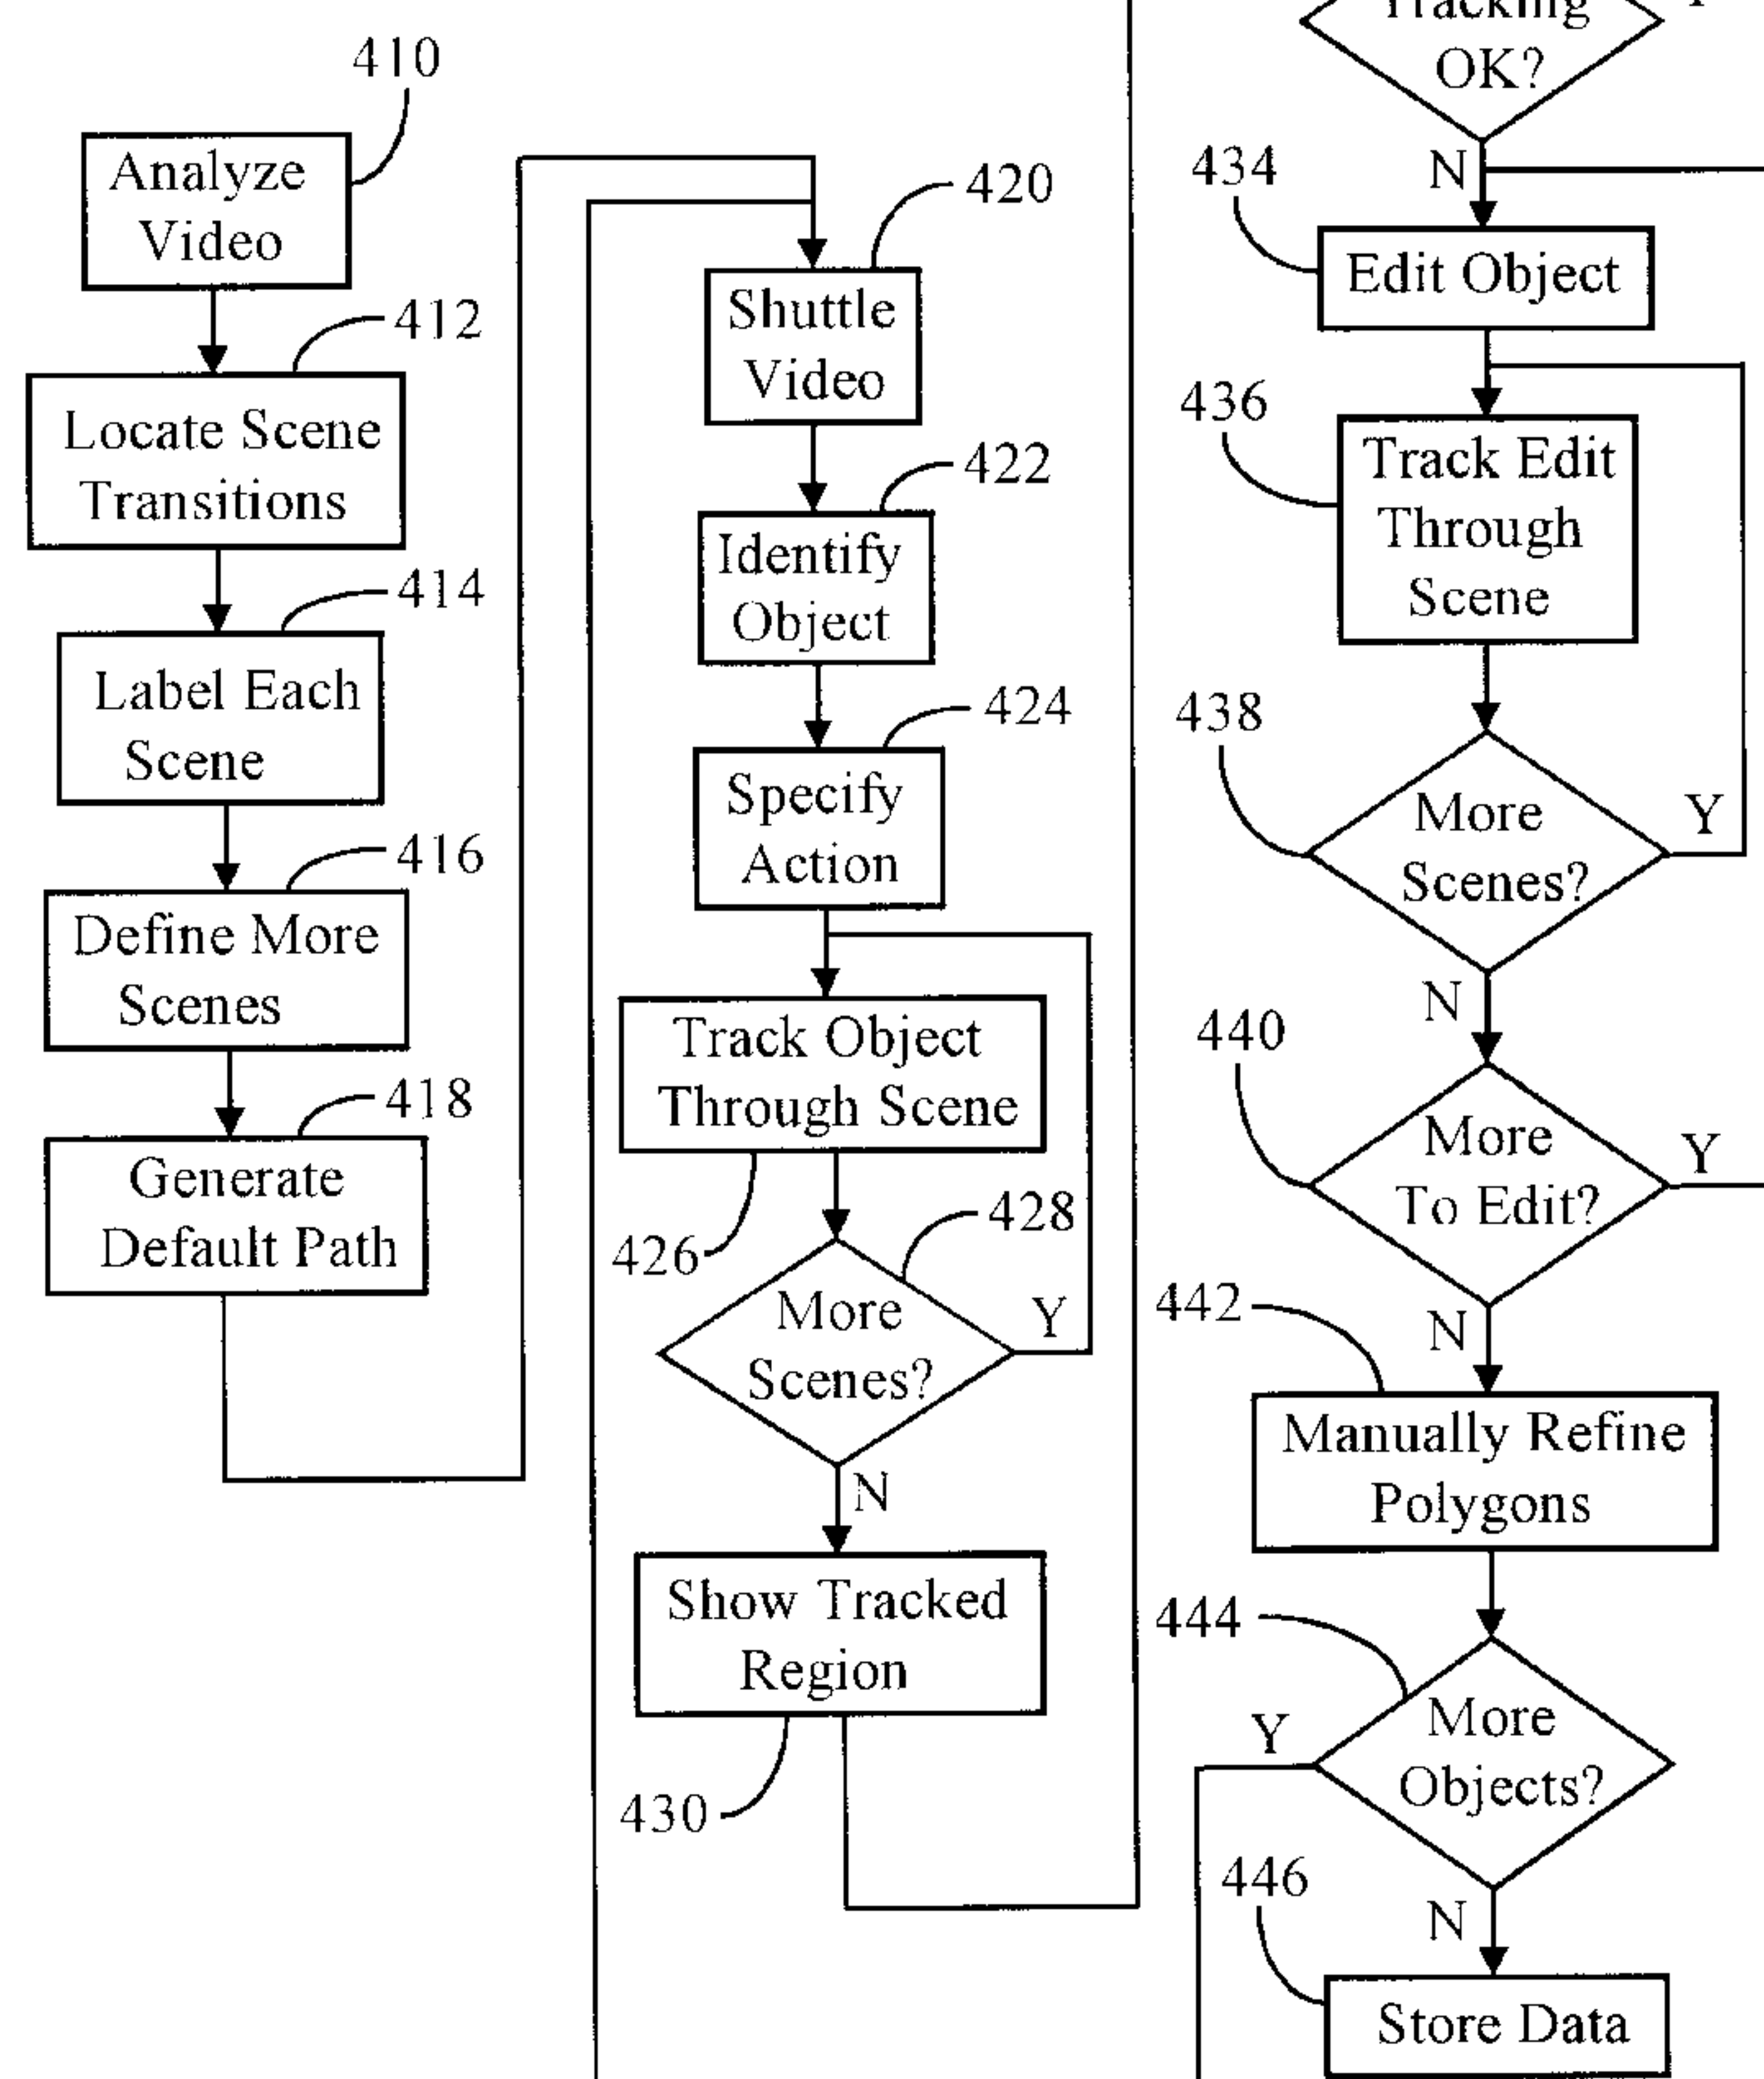 410
Analyze
Video
412
Locate Scene
Transitions
414
Label Each
Scene
416
Define More
Scenes
418
Generate
Default Path
420
Shuttle
Video
422
Identify
Object
424
Specify
Action
Track Object
Through Scene
426
428
More
Scenes?
Y
N
Show Tracked
Region
430
Tracking
OK?
N
434
Edit Object
436
Track Edit
Through
Scene
438
More
Scenes?
Y
N
440
More
To Edit?
Y
N
442
Manually Refine
Polygons
444
More
Objects?
Y
N
446
Store Data